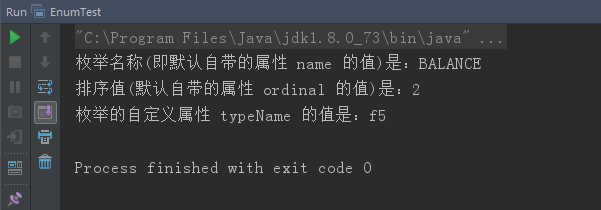 Run EnumTest
"C:\Program Files\Java\jdk1.8.0_73\bin\java" ...
枚举名称(即默认自带的属性 name 的值)是：BALANCE
排序值(默认自带的属性 ordinal 的值)是：2
枚举的自定义属性 typeName 的值是：f5
Process finished with exit code 0